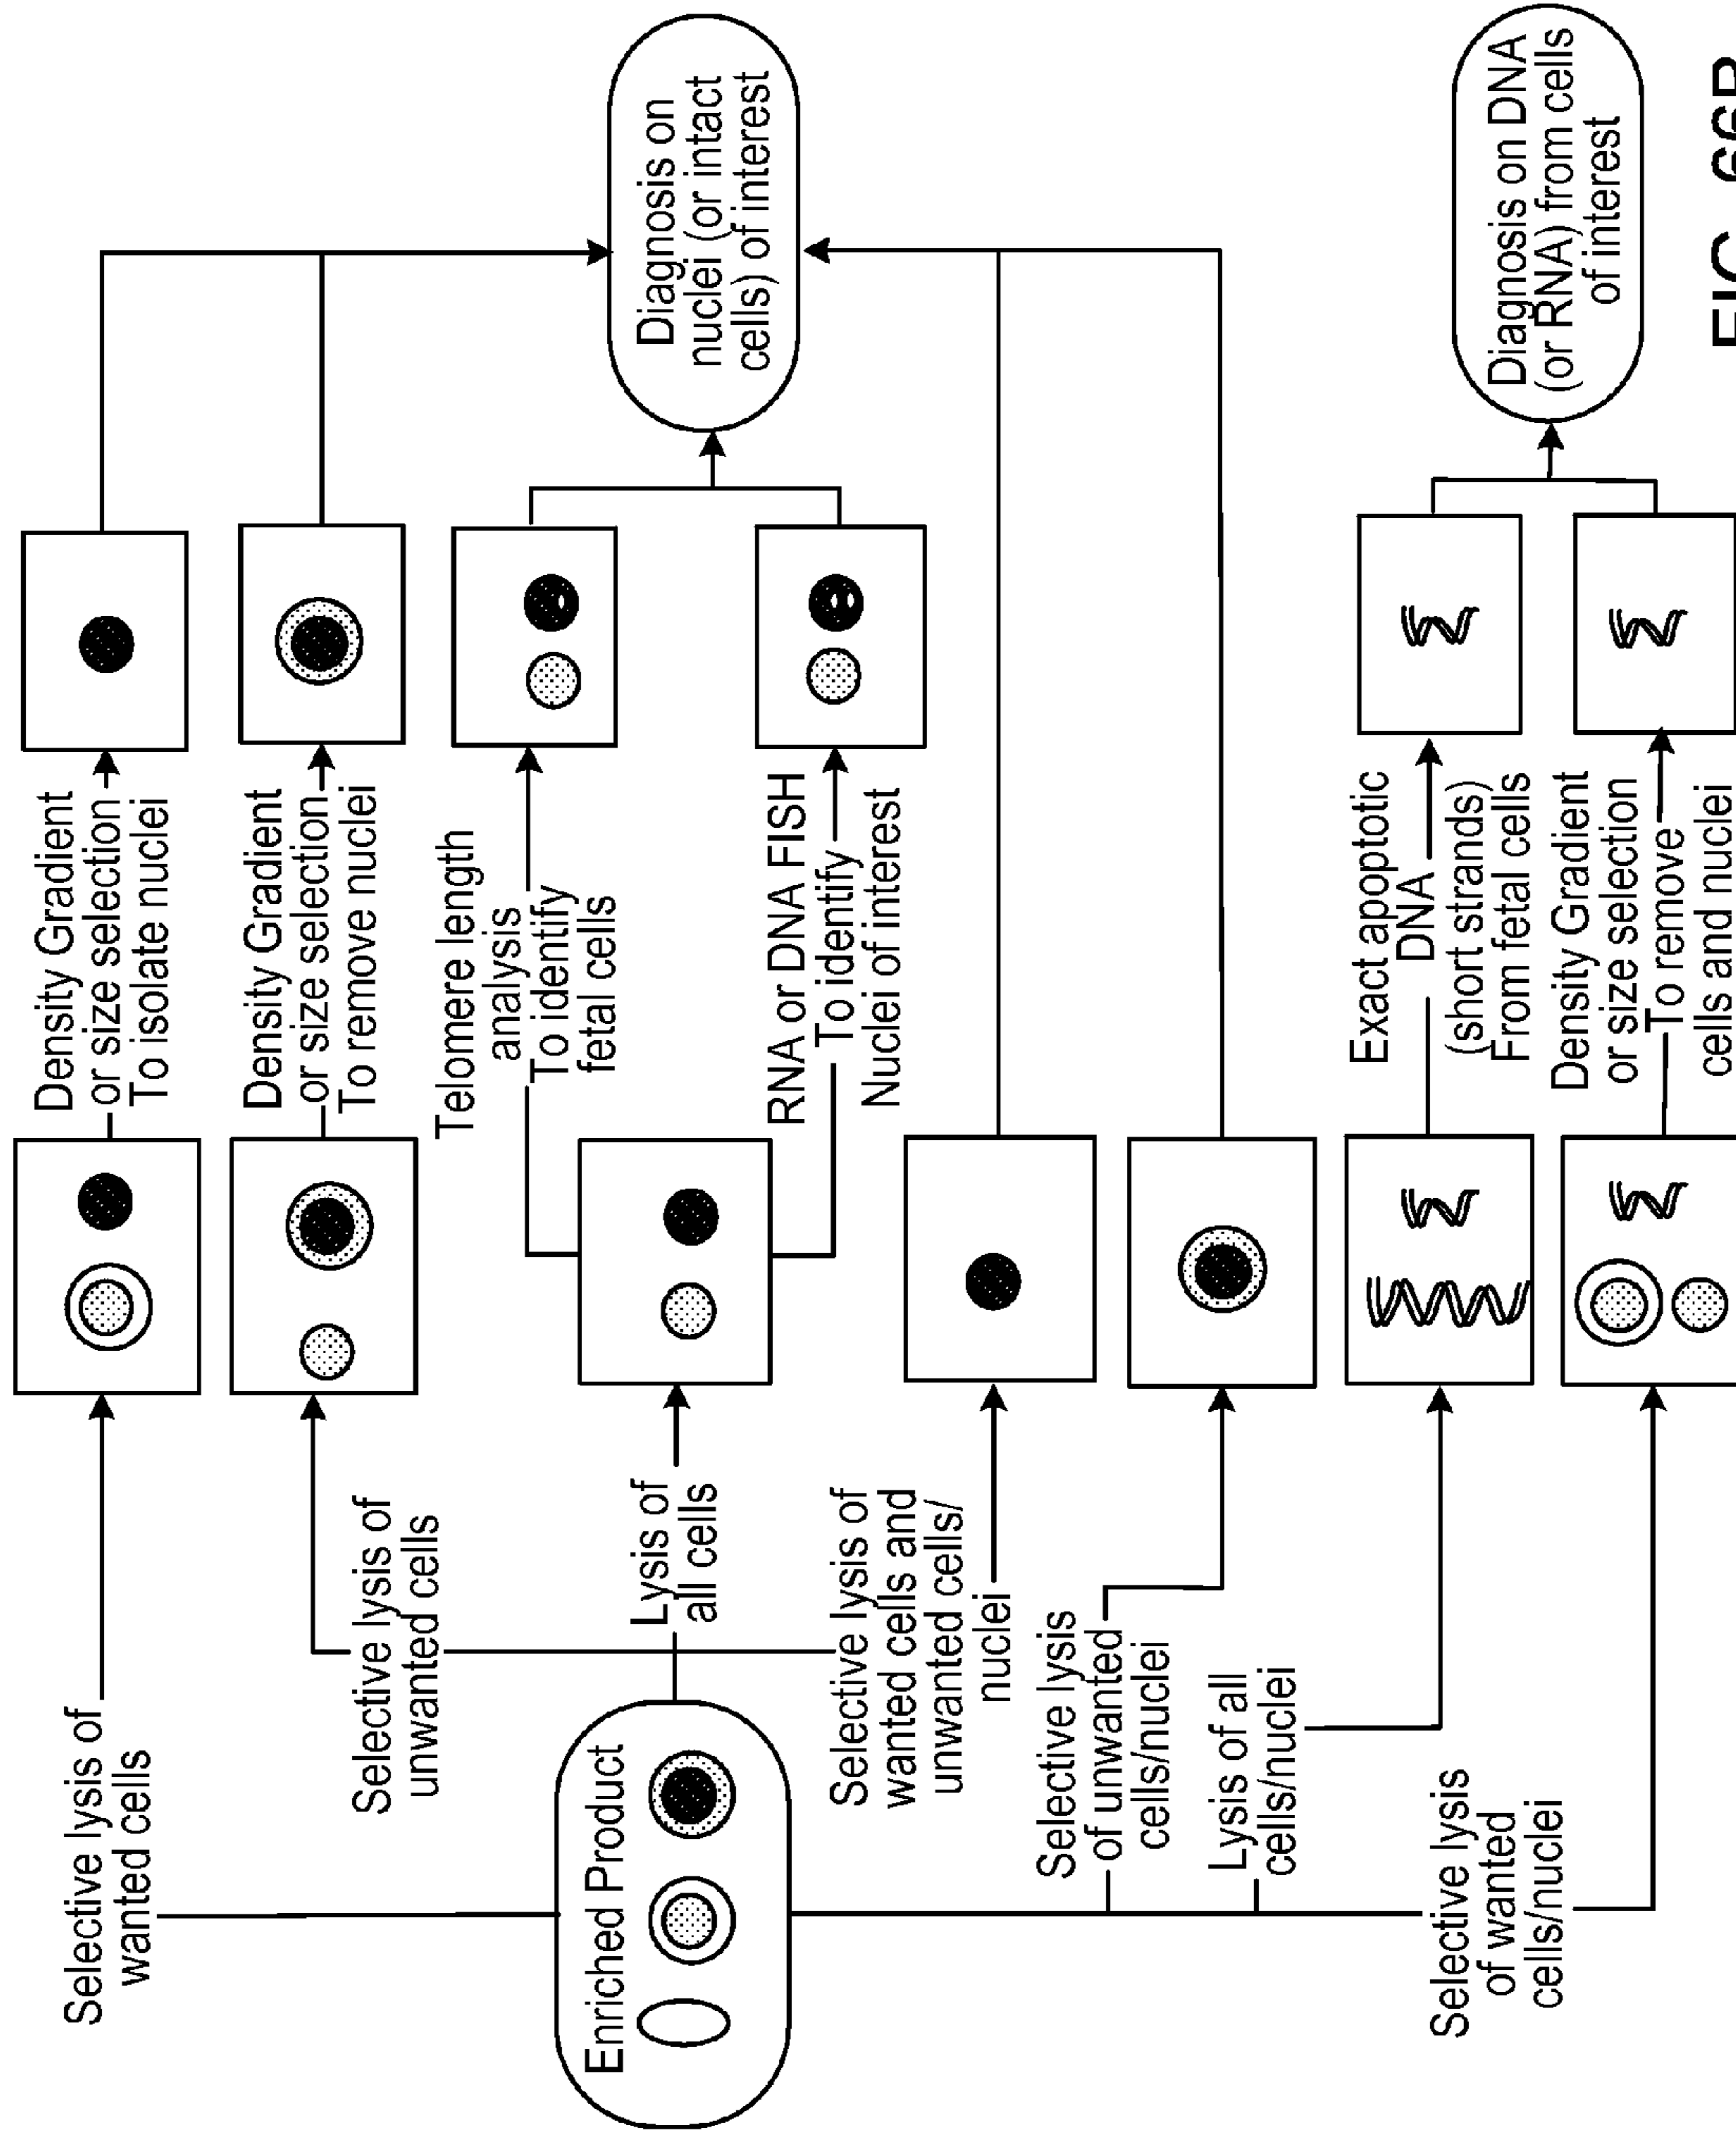 Selective lysis of
wanted cells
Density Gradient
or size selection
To isolate nuclei
Selective lysis of
unwanted cells
Density Gradient
or size selection
To remove nuclei
Enriched Product
Lysis of
all cells
Telomere length
analysis
To identify
fetal cells
RNA or DNA FISH
To identify
Nuclei of interest
Diagnosis on
nuclei (or intact
cells) of interest
Selective lysis of
wanted cells and
unwanted cells/
nuclei
Selective lysis
of unwanted
cells/nuclei
Lysis of all
cells/nuclei
Exact apoptotic
DNA
(short strands)
From fetal cells
Selective lysis
of wanted
cells/nuclei
Density Gradient
or size selection
To remove
cells and nuclei
Diagnosis on DNA
(or RNA) from cells
of interest
FIG. 66B